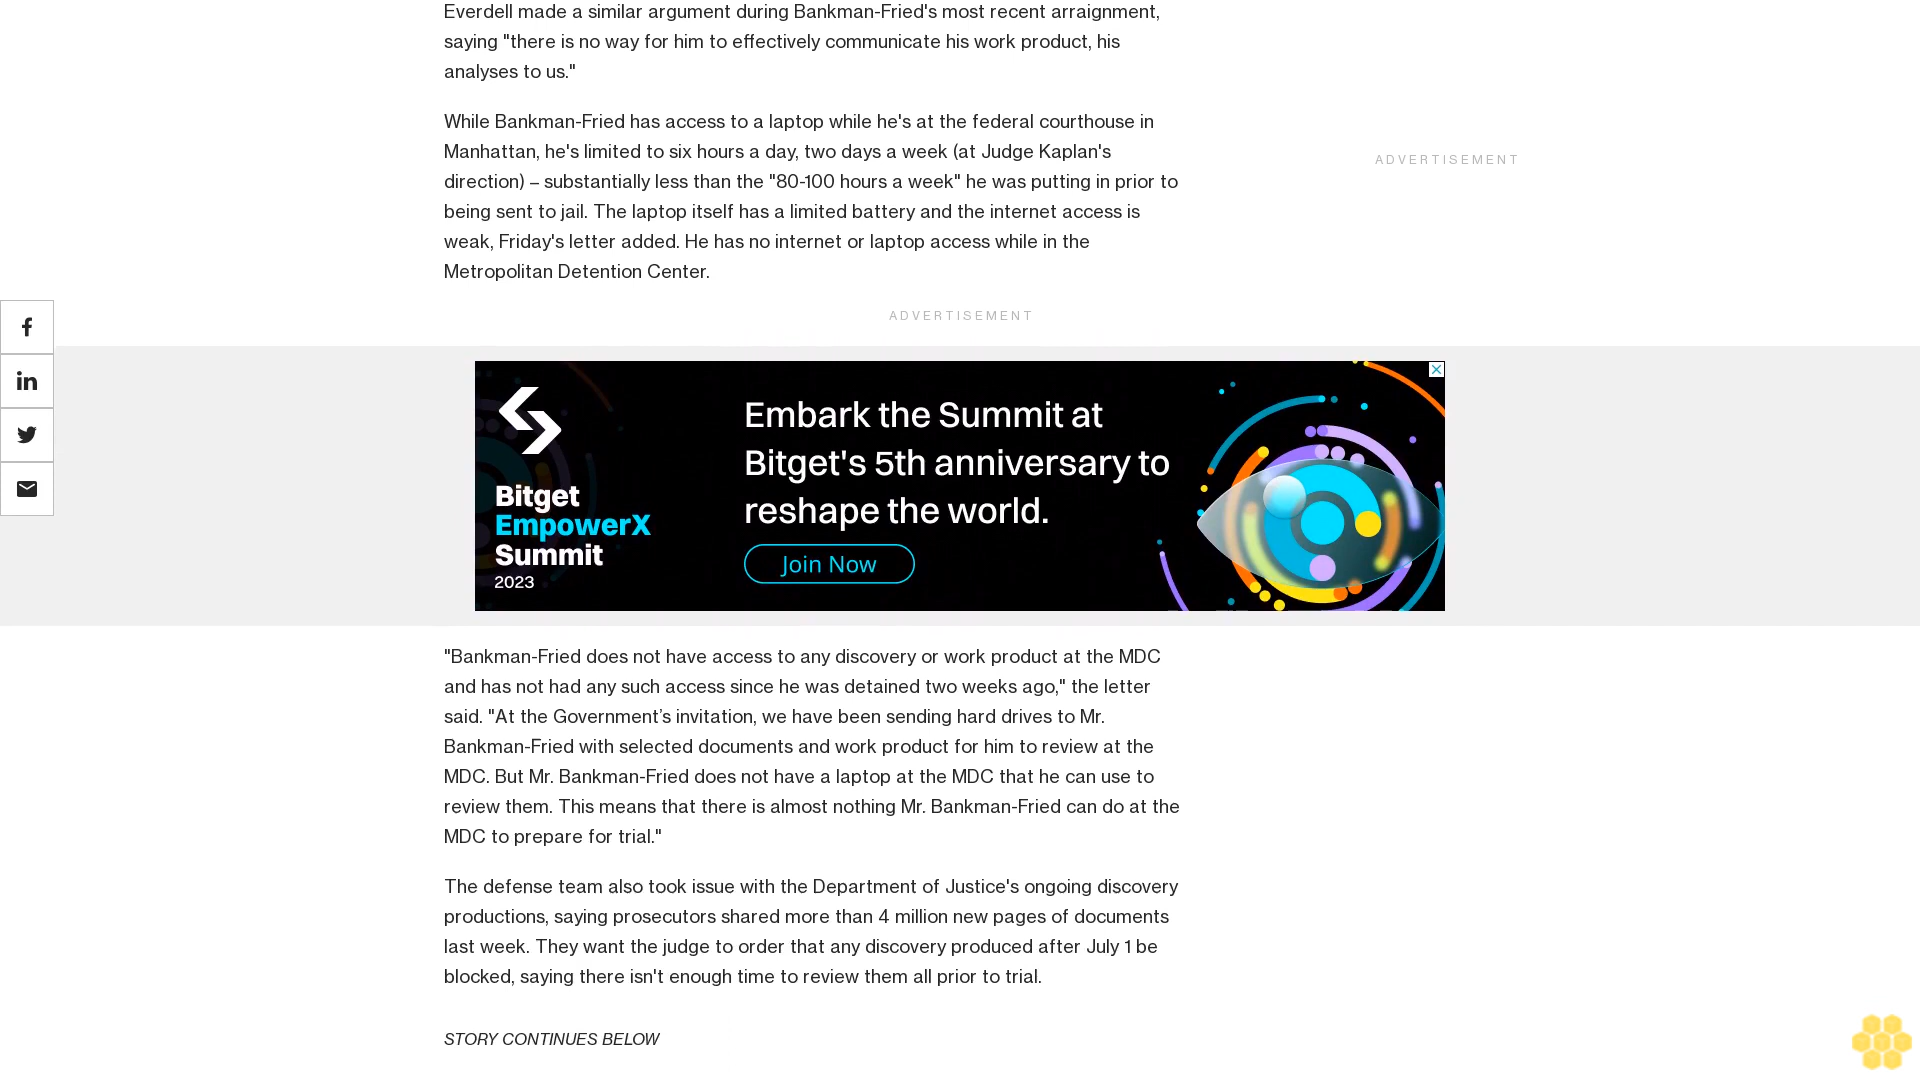 Everdell made a similar argument during Bankman-Fried's most recent arraignment,
saying "there is no way for him to effectively communicate his work product, his
analyses to us."
While Bankman-Fried has access to a laptop while he's at the federal courthouse in
Manhattan, he's limited to six hours a day, two days a week (at Judge Kaplan's
direction) – substantially less than the "80-100 hours a week" he was putting in prior to
being sent to jail. The laptop itself has a limited battery and the internet access is
weak, Friday's letter added. He has no internet or laptop access while in the
Metropolitan Detention Center.
ADVERTISEMENT
ADVERTISEMENT
Bitget
EmpowerX
Summit
2023
Embark the Summit at
Bitget's 5th anniversary to
reshape the world.
Join Now
"Bankman-Fried does not have access to any discovery or work product at the MDC
and has not had any such access since he was detained two weeks ago," the letter
said. "At the Government’s invitation, we have been sending hard drives to Mr.
Bankman-Fried with selected documents and work product for him to review at the
MDC. But Mr. Bankman-Fried does not have a laptop at the MDC that he can use to
review them. This means that there is almost nothing Mr. Bankman-Fried can do at the
MDC to prepare for trial."
The defense team also took issue with the Department of Justice's ongoing discovery
productions, saying prosecutors shared more than 4 million new pages of documents
last week. They want the judge to order that any discovery produced after July 1 be
blocked, saying there isn't enough time to review them all prior to trial.
STORY CONTINUES BELOW